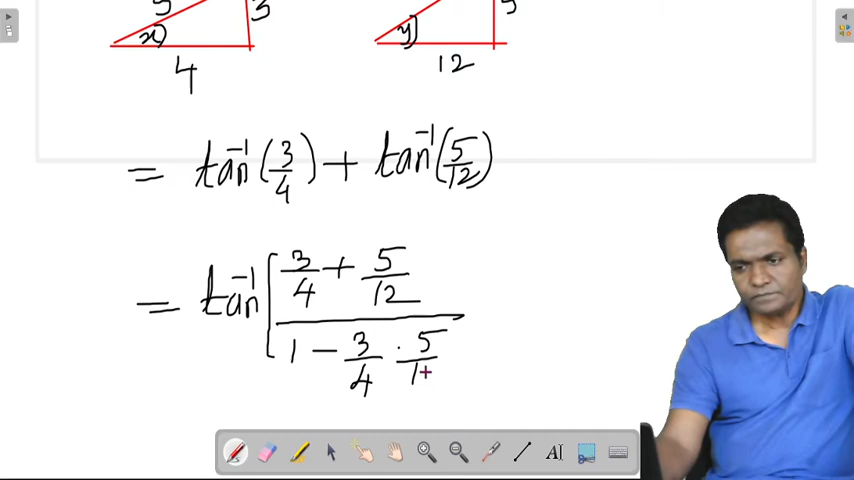 5 3
x y
4 12
= tan⁻¹(3/4) + tan⁻¹(5/12)
= tan⁻¹[ (3/4 + 5/12) / (1 − 3/4 · 5/1
AI